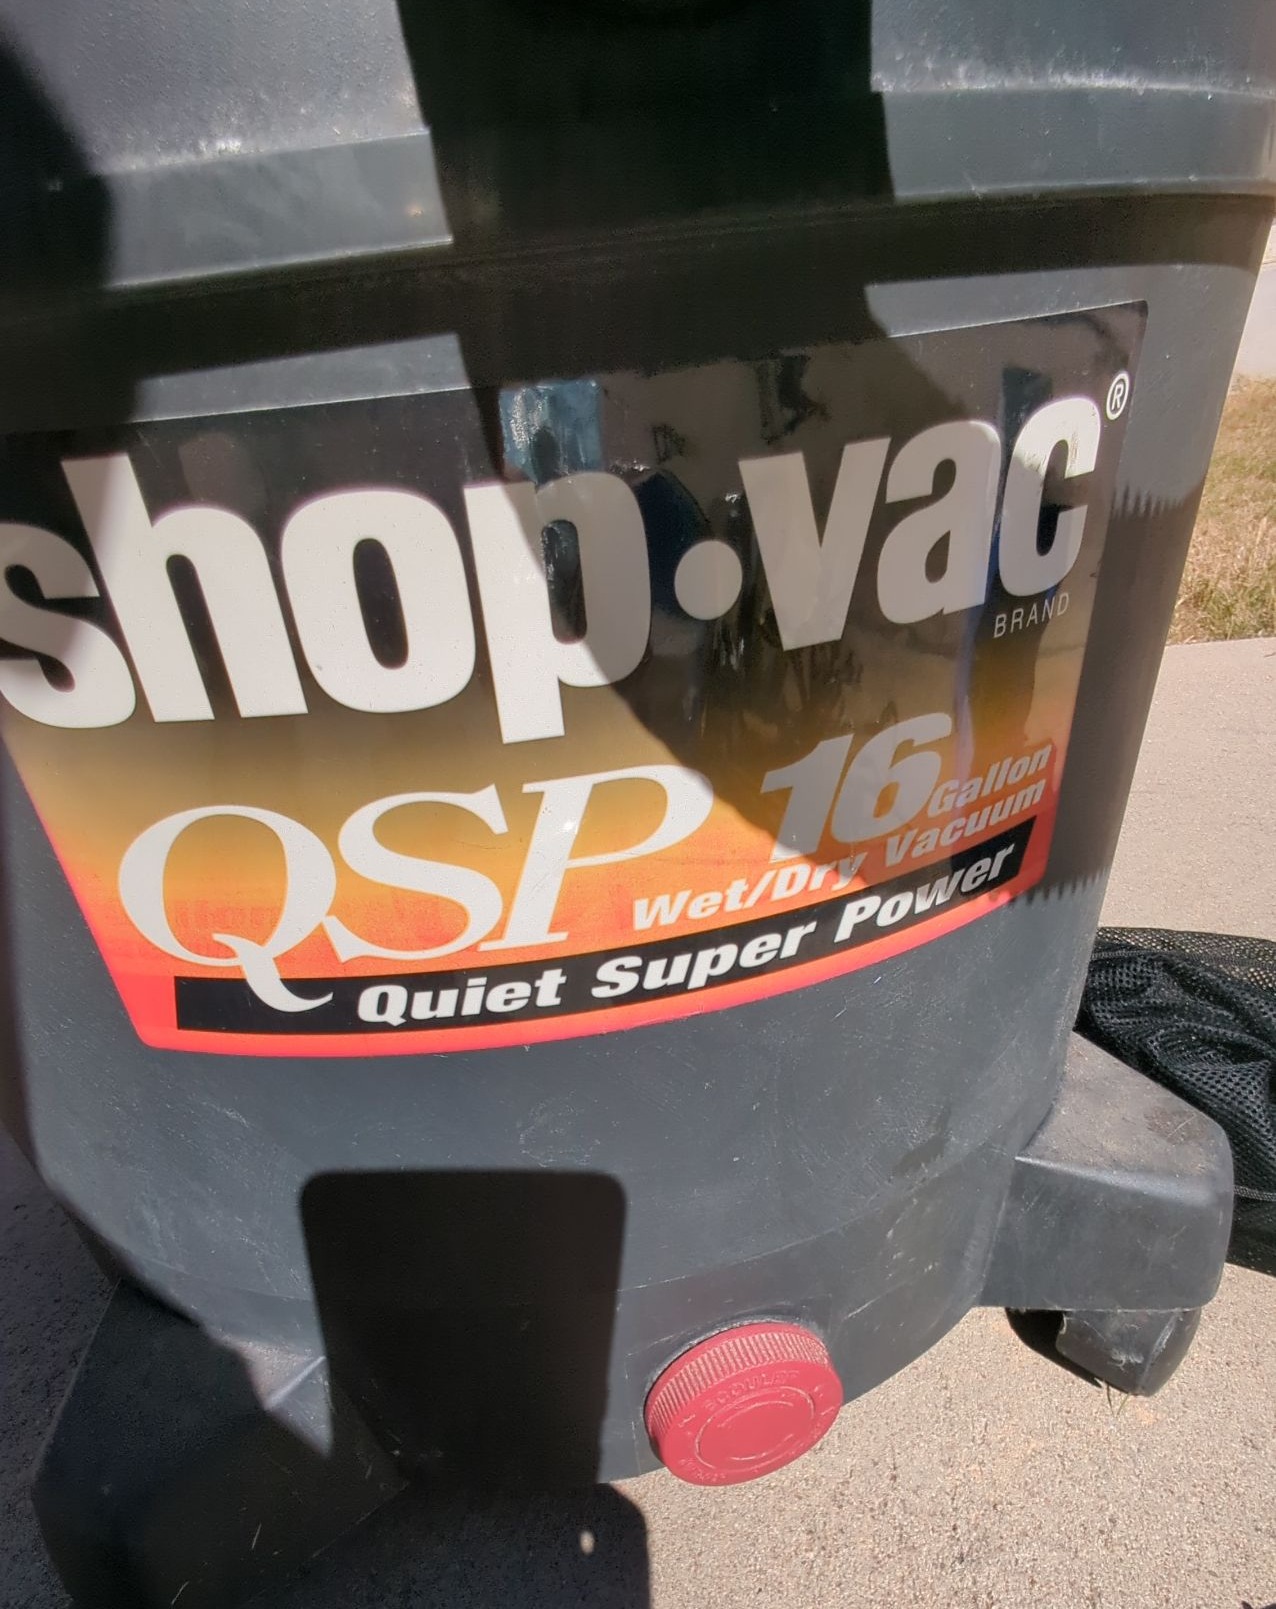 shop·vac®
BRAND
QSP 16 Gallon
Wet/Dry Vacuum
Quiet Super Power